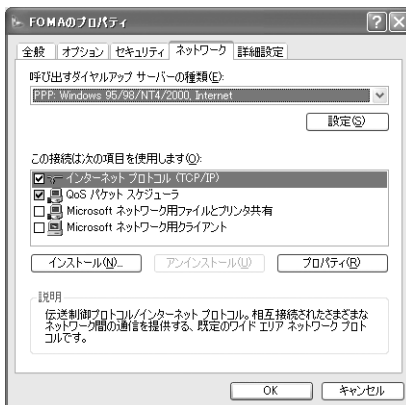 FOMAのプロパティ
全般 オプション セキュリティ ネットワーク 詳細設定
呼び出すダイヤルアップ サーバーの種類(E):
PPP: Windows 95/98/NT4/2000, Internet
設定(S)
この接続は次の項目を使用します(O):
インターネット プロトコル (TCP/IP)
QoS パケット スケジューラ
Microsoft ネットワーク用ファイルとプリンタ共有
Microsoft ネットワーク用クライアント
インストール(N)... アンインストール(U) プロパティ(R)
説明
伝送制御プロトコル/インターネット プロトコル。相互接続されたさまざまな
ネットワーク間の通信を提供する、既定のワイド エリア ネットワーク プロト
コルです。
OK キャンセル